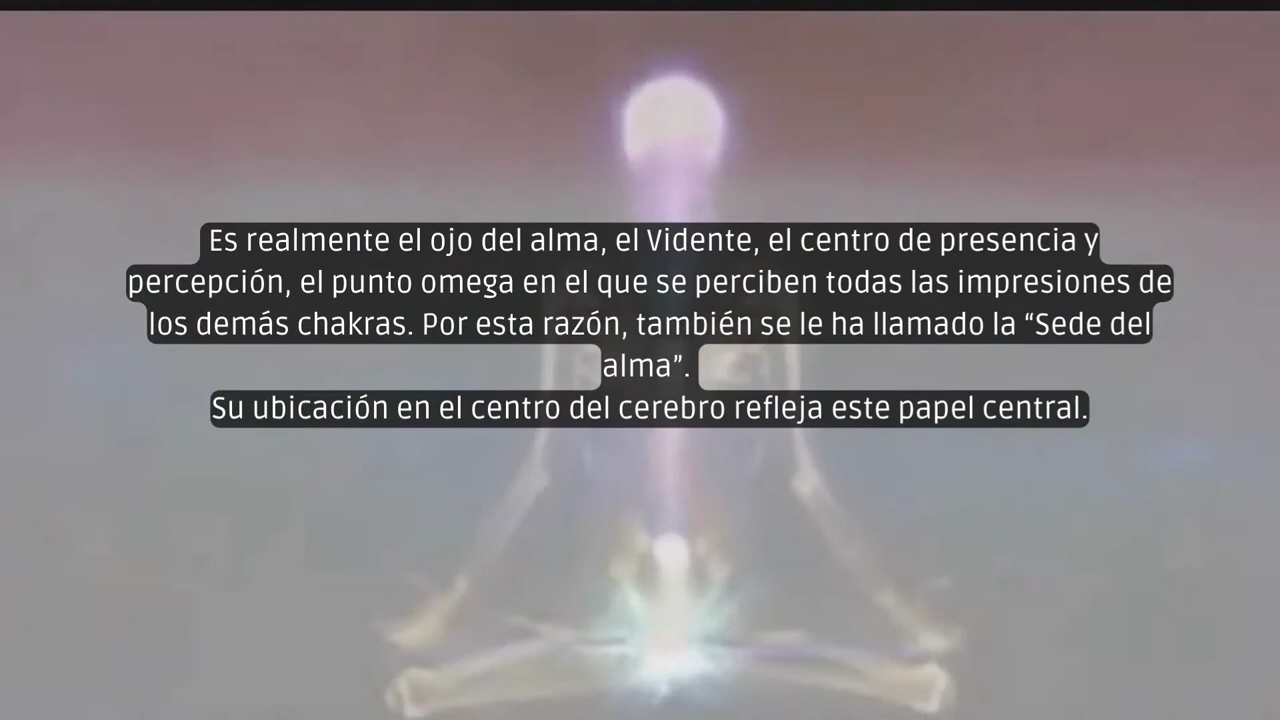 Es realmente el ojo del alma, el Vidente, el centro de presencia y
percepción, el punto omega en el que se perciben todas las impresiones de
los demás chakras. Por esta razón, también se le ha llamado la “Sede del
alma”.
Su ubicación en el centro del cerebro refleja este papel central.